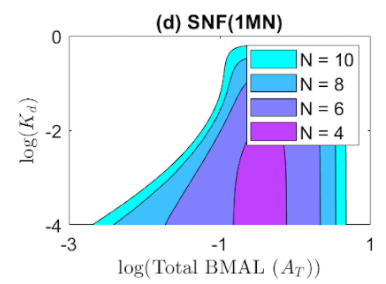 (d) SNF(1MN)
0
N = 10
N = 8
N = 6
N = 4
log(K_d)
-2
-4
-3
-1
1
log(Total BMAL (A_T))